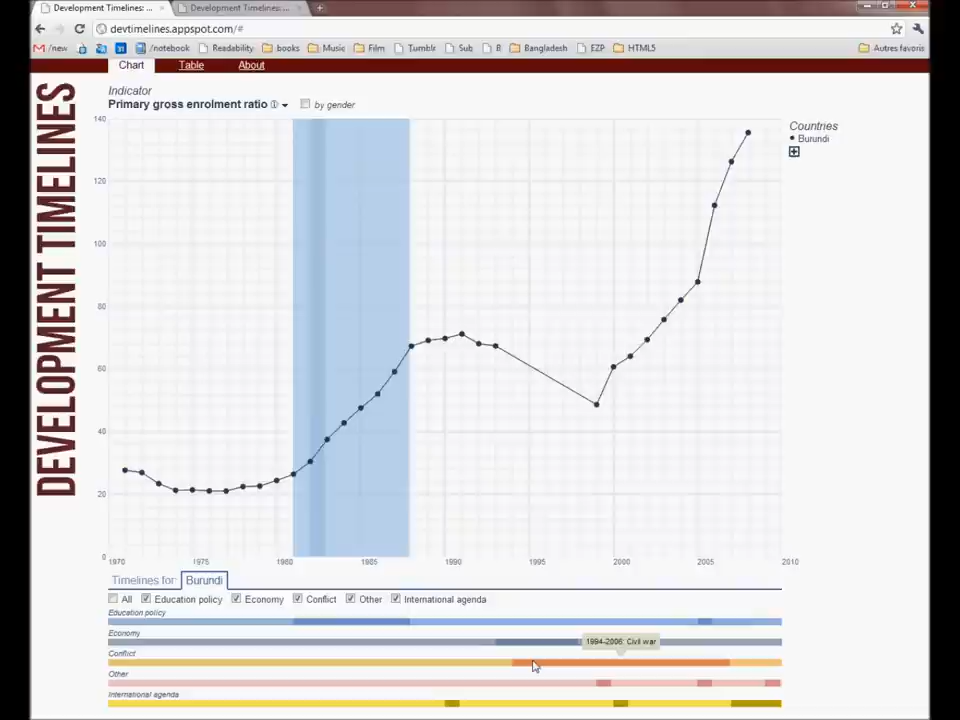 Development Timelines: ...
Development Timelines: ...
devtimelines.appspot.com/#
/new
31
/notebook
Readability
books
Music
Film
Tumblr
Sub
B
Bangladesh
EZP
HTML5
Autres favoris
Chart
Table
About
DEVELOPMENT TIMELINES
Indicator
Primary gross enrolment ratio
by gender
Countries
Burundi
140
120
100
80
60
40
20
0
1970
1975
1980
1985
1990
1995
2000
2005
2010
Timelines for:
Burundi
All
Education policy
Economy
Conflict
Other
International agenda
Education policy
Economy
1994-2006: Civil war
Conflict
Other
International agenda